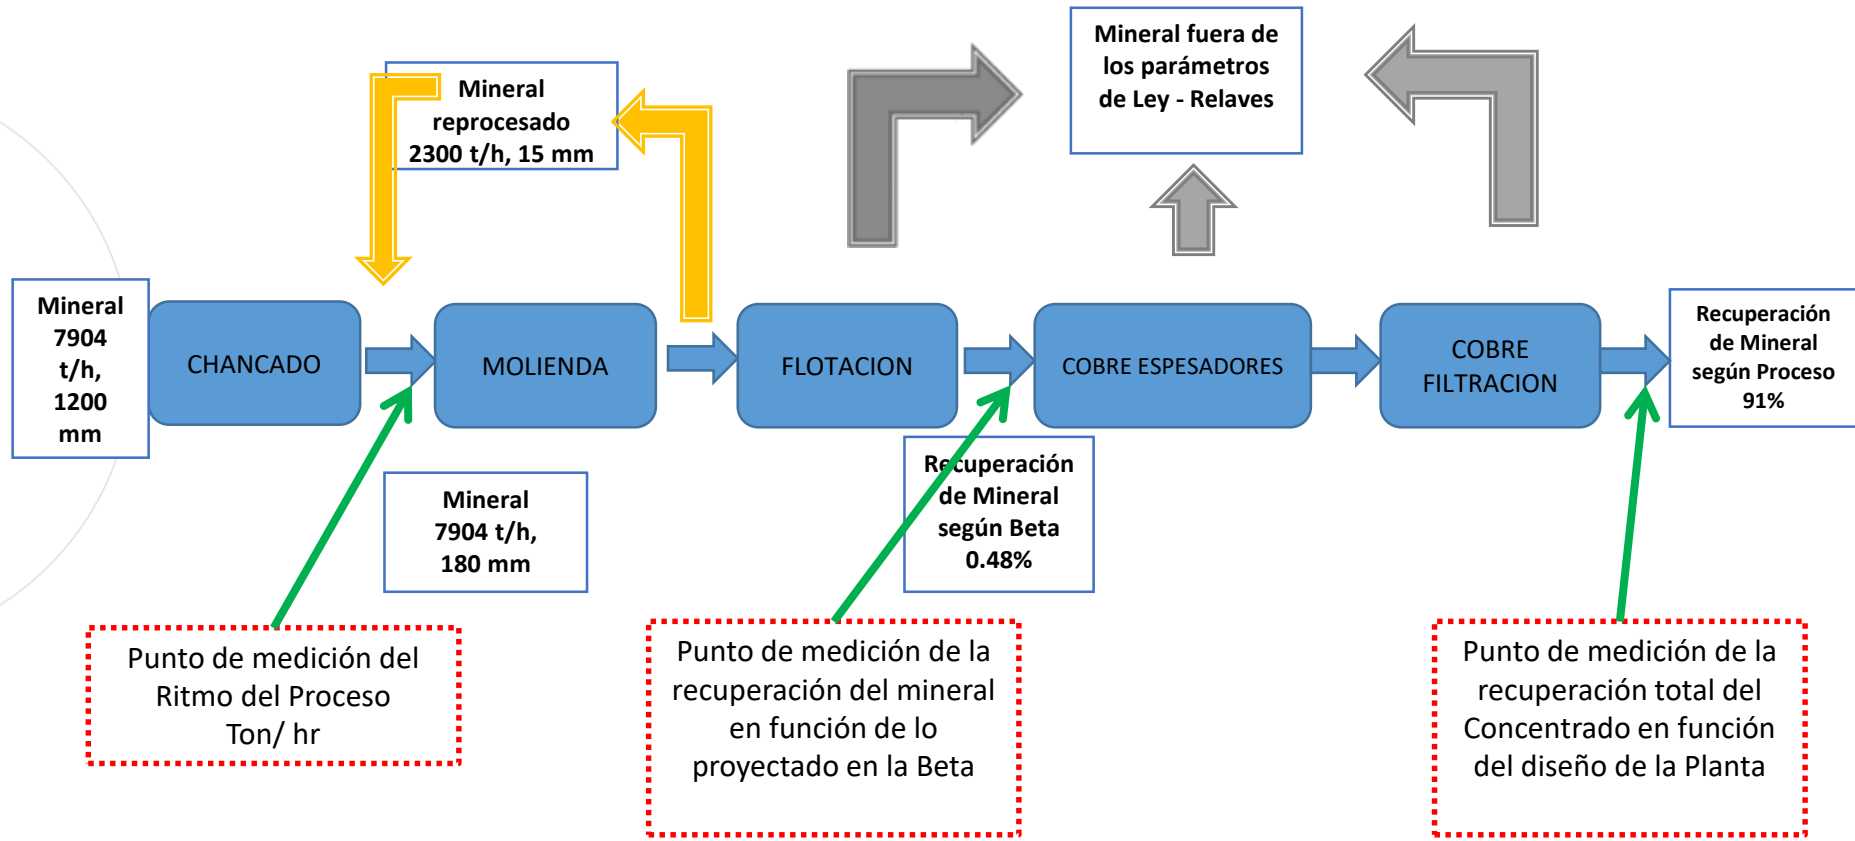 Mineral fuera de
los parámetros
de Ley - Relaves
Mineral
reprocesado
2300 t/h, 15 mm
Mineral
7904
t/h,
1200
mm
CHANCADO
MOLIENDA
FLOTACION
COBRE ESPESADORES
COBRE
FILTRACION
Recuperación
de Mineral
según Proceso
91%
Mineral
7904 t/h,
180 mm
Recuperación
de Mineral
según Beta
0.48%
Punto de medición del
Ritmo del Proceso
Ton/ hr
Punto de medición de la
recuperación del mineral
en función de lo
proyectado en la Beta
Punto de medición de la
recuperación total del
Concentrado en función
del diseño de la Planta